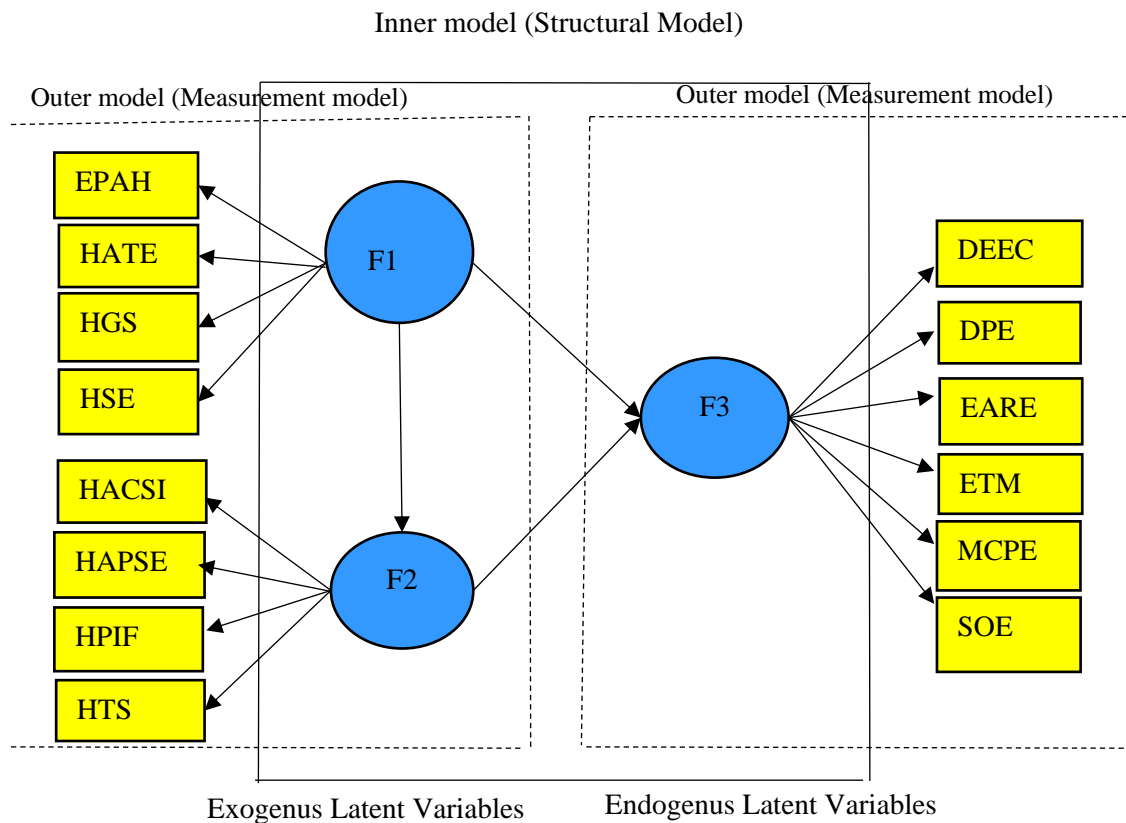 Inner model (Structural Model)
Outer model (Measurement model)
Outer model (Measurement model)
EPAH
HATE
HGS
HSE
HACSI
HAPSE
HPIF
HTS
F1
F2
F3
DEEC
DPE
EARE
ETM
MCPE
SOE
Exogenus Latent Variables
Endogenus Latent Variables